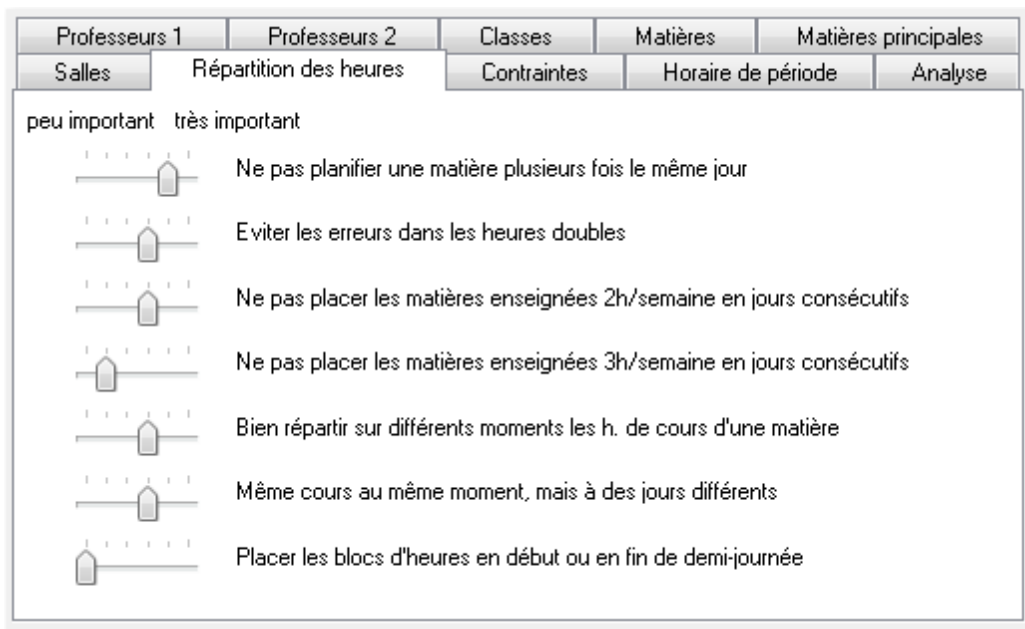 Professeurs 1 Professeurs 2 Classes Matières Matières principales
Salles Répartition des heures Contraintes Horaire de période Analyse
peu important très important
Ne pas planifier une matière plusieurs fois le même jour
Eviter les erreurs dans les heures doubles
Ne pas placer les matières enseignées 2h/semaine en jours consécutifs
Ne pas placer les matières enseignées 3h/semaine en jours consécutifs
Bien répartir sur différents moments les h. de cours d'une matière
Même cours au même moment, mais à des jours différents
Placer les blocs d'heures en début ou en fin de demi-journée